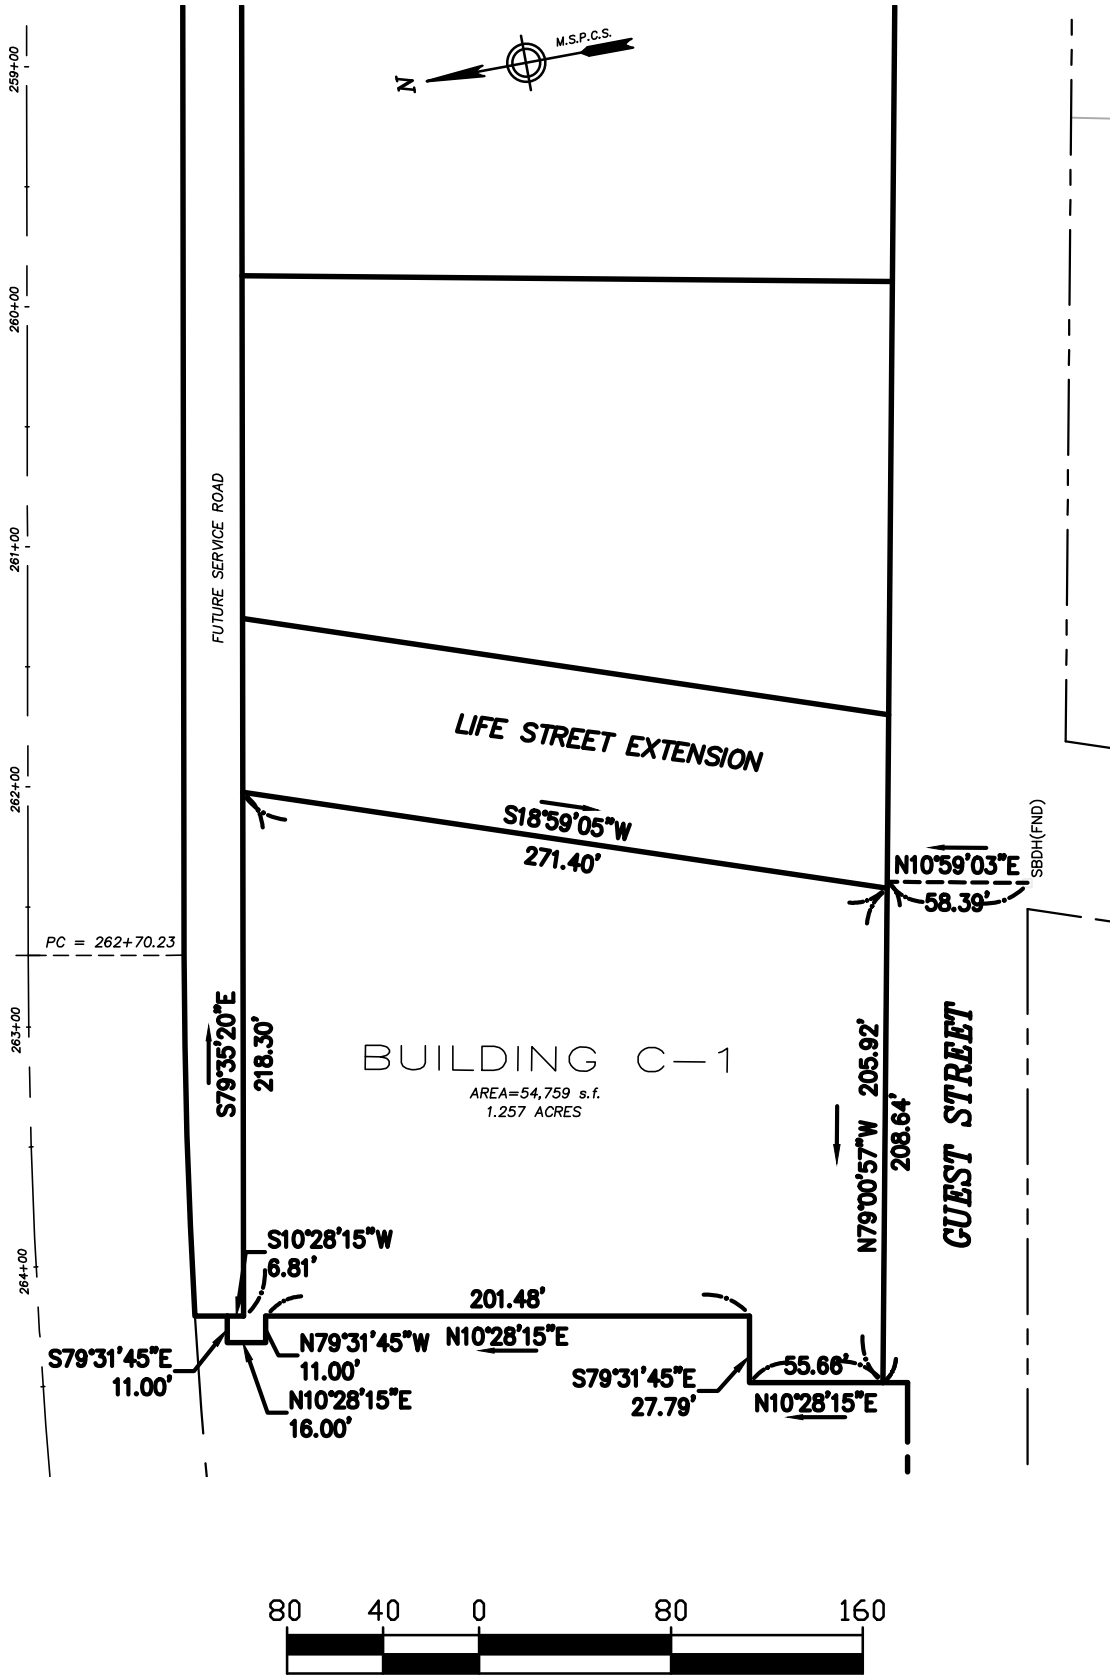 M.S.P.C.S.
N
259+00
260+00
261+00
262+00
263+00
264+00
FUTURE SERVICE ROAD
LIFE STREET EXTENSION
S18°59'05"W
271.40'
N10°59'03"E
58.39'
SBDH(FND)
PC = 262+70.23
S79°35'20"E
218.30'
BUILDING C-1
AREA=54,759 s.f.
1.257 ACRES
N79°00'57"W 205.92'
208.64'
GUEST STREET
S10°28'15"W
6.81'
201.48'
N10°28'15"E
S79°31'45"E
11.00'
N79°31'45"W
11.00'
N10°28'15"E
16.00'
S79°31'45"E
27.79'
55.66'
N10°28'15"E
80 40 0 80 160